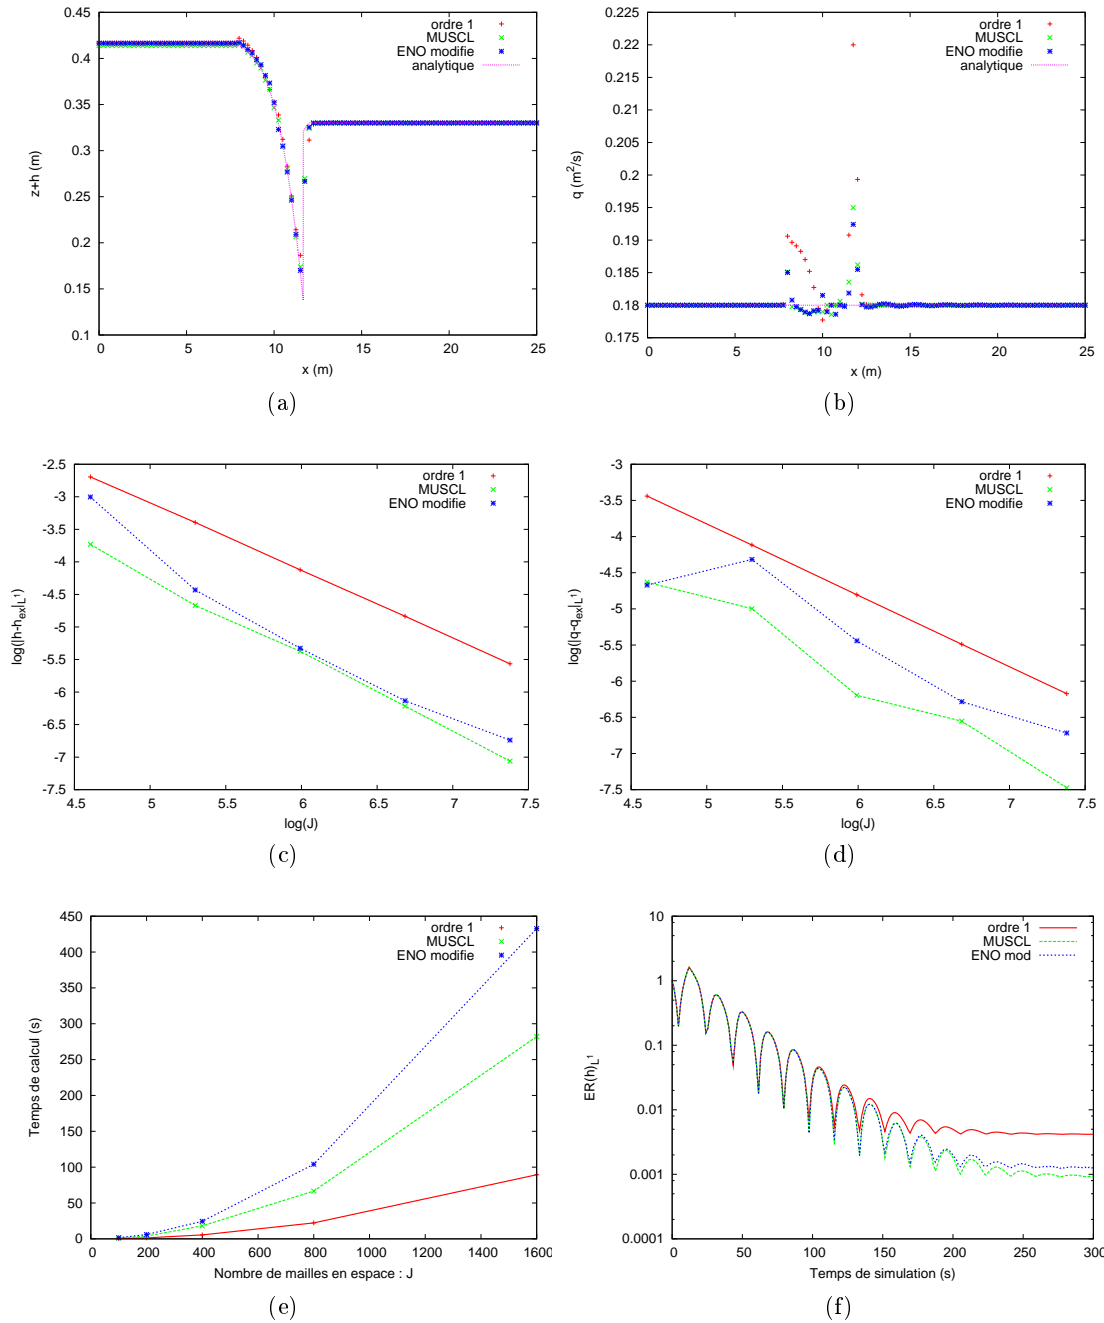 ordre 1
MUSCL
ENO modifie
analytique
z+h (m)
0.45
0.4
0.35
0.3
0.25
0.2
0.15
0.1
0 5 10 15 20 25
x (m)
(a)
ordre 1
MUSCL
ENO modifie
analytique
q (m²/s)
0.225
0.22
0.215
0.21
0.205
0.2
0.195
0.19
0.185
0.18
0.175
0 5 10 15 20 25
x (m)
(b)
ordre 1
MUSCL
ENO modifie
log(|h-h_ex|_L¹)
-2.5
-3
-3.5
-4
-4.5
-5
-5.5
-6
-6.5
-7
-7.5
4.5 5 5.5 6 6.5 7 7.5
log(J)
(c)
ordre 1
MUSCL
ENO modifie
log(|q-q_ex|_L¹)
-3
-3.5
-4
-4.5
-5
-5.5
-6
-6.5
-7
-7.5
4.5 5 5.5 6 6.5 7 7.5
log(J)
(d)
ordre 1
MUSCL
ENO modifie
Temps de calcul (s)
450
400
350
300
250
200
150
100
50
0
0 200 400 600 800 1000 1200 1400 1600
Nombre de mailles en espace : J
(e)
ordre 1
MUSCL
ENO mod
ER(h)_L¹
10
1
0.1
0.01
0.001
0.0001
0 50 100 150 200 250 300
Temps de simulation (s)
(f)